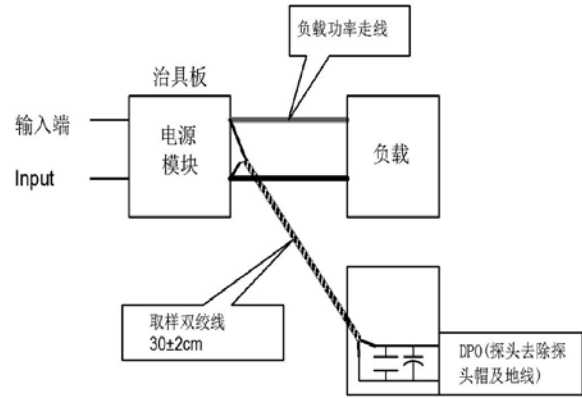 负载功率走线
治具板
输入端
Input
电源
模块
负载
取样双绞线
30±2cm
DPO(探头去除探
头帽及地线)